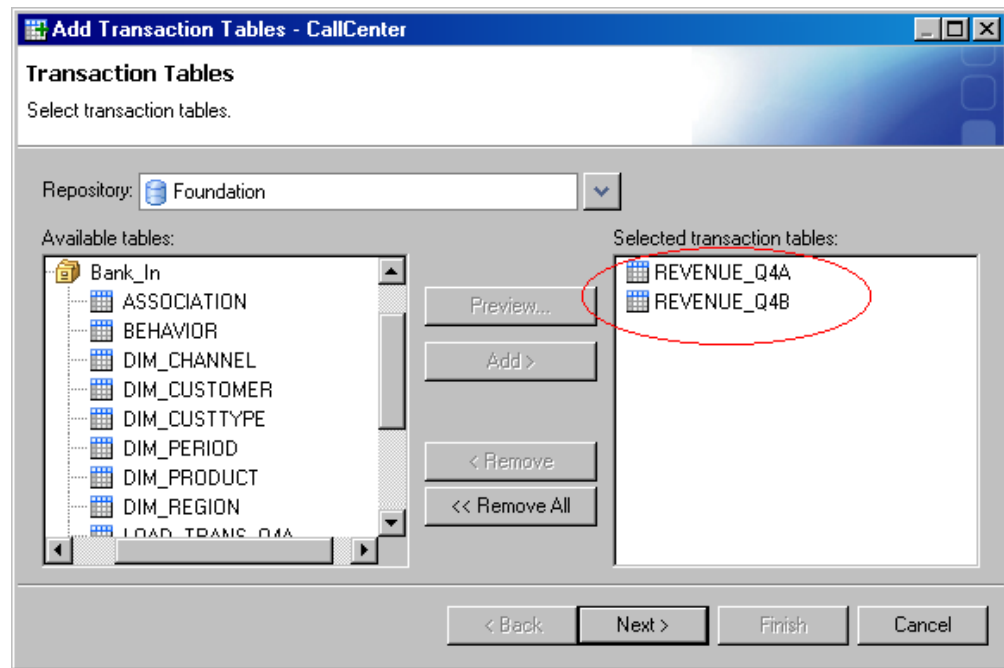 Add Transaction Tables - CallCenter
Transaction Tables
Select transaction tables.
Repository: Foundation
Available tables:
Bank_In
ASSOCIATION
BEHAVIOR
DIM_CHANNEL
DIM_CUSTOMER
DIM_CUSTTYPE
DIM_PERIOD
DIM_PRODUCT
DIM_REGION
LOAD_TRANS_Q4A
Preview...
Add >
< Remove
<< Remove All
Selected transaction tables:
REVENUE_Q4A
REVENUE_Q4B
< Back
Next >
Finish
Cancel